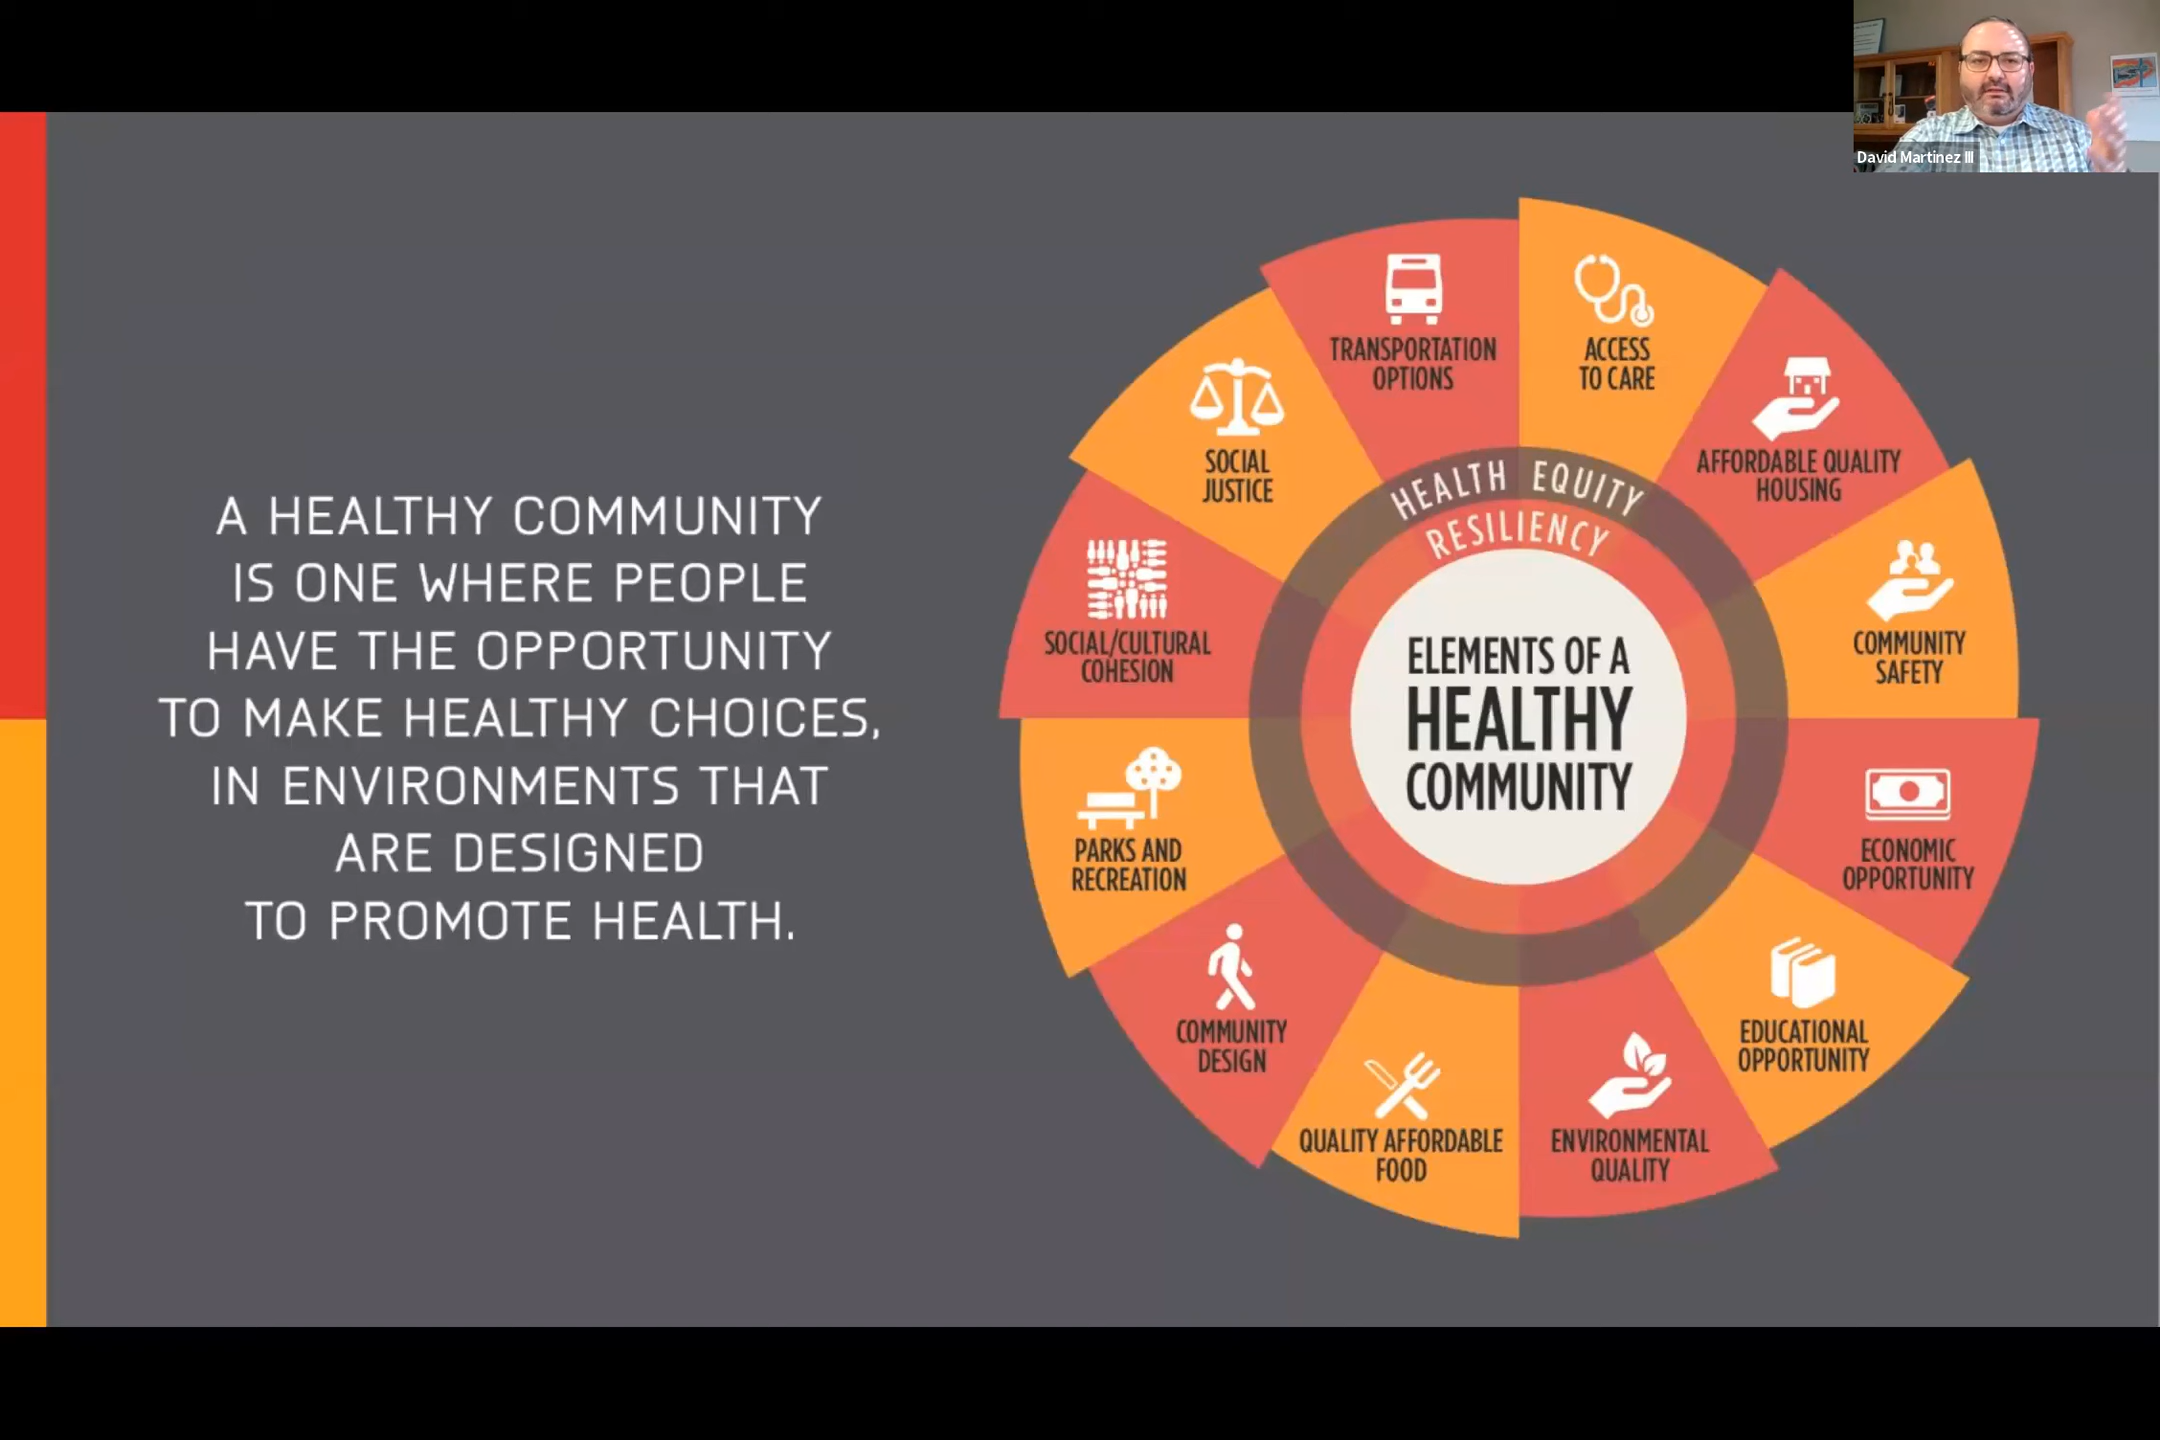 David Martinez III
A HEALTHY COMMUNITY
IS ONE WHERE PEOPLE
HAVE THE OPPORTUNITY
TO MAKE HEALTHY CHOICES,
IN ENVIRONMENTS THAT
ARE DESIGNED
TO PROMOTE HEALTH.
TRANSPORTATION
OPTIONS
ACCESS
TO CARE
AFFORDABLE QUALITY
HOUSING
COMMUNITY
SAFETY
ECONOMIC
OPPORTUNITY
EDUCATIONAL
OPPORTUNITY
ENVIRONMENTAL
QUALITY
QUALITY AFFORDABLE
FOOD
COMMUNITY
DESIGN
PARKS AND
RECREATION
SOCIAL/CULTURAL
COHESION
SOCIAL
JUSTICE
HEALTH EQUITY
RESILIENCY
ELEMENTS OF A
HEALTHY
COMMUNITY